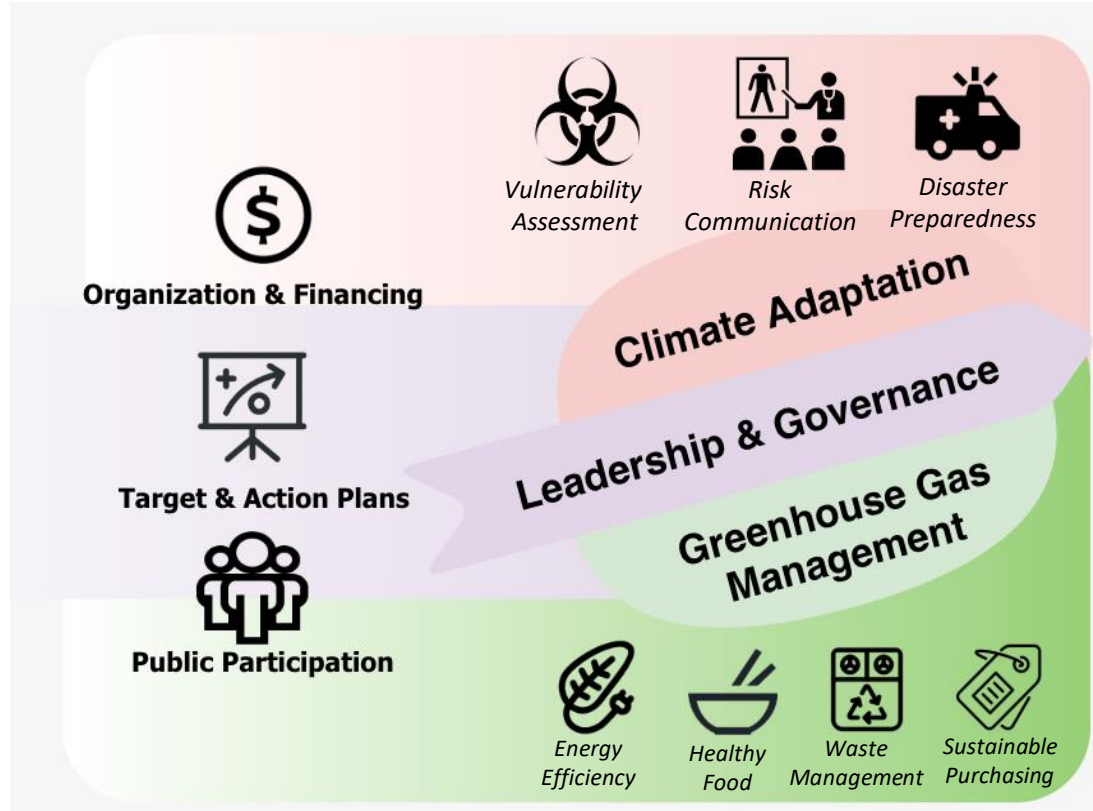 Vulnerability
Assessment
Risk
Communication
Disaster
Preparedness
$
Organization & Financing
Climate Adaptation
Leadership & Governance
Target & Action Plans
Greenhouse Gas
Management
Public Participation
Energy
Efficiency
Healthy
Food
Waste
Management
Sustainable
Purchasing